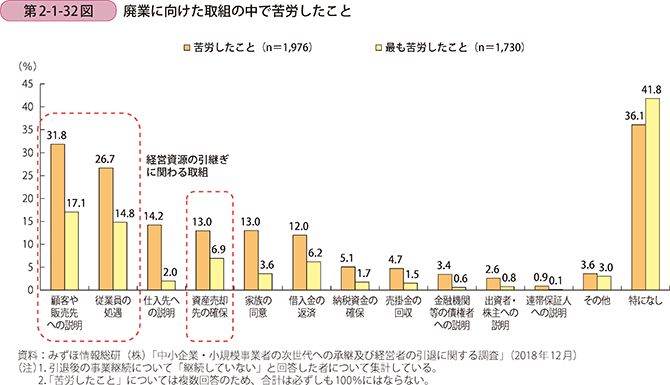 第2-1-32図 廃業に向けた取組の中で苦労したこと
苦労したこと（n＝1,976） 最も苦労したこと（n＝1,730）
（％）
45
40
35
30
25
20
15
10
5
0
31.8 17.1
26.7 14.8
14.2 2.0
13.0 6.9
13.0 3.6
12.0 6.2
5.1 1.7
4.7 1.5
3.4 0.6
2.6 0.8
0.9 0.1
3.6 3.0
36.1 41.8
経営資源の引継ぎ
に関わる取組
顧客や
販売先
への説明
従業員の
処遇
仕入先へ
の説明
資産売却
先の確保
家族の
同意
借入金の
返済
納税資金の
確保
売掛金の
回収
金融機関
等の債権者
への説明
出資者・
株主への
説明
連帯保証人
への説明
その他
特になし
資料：みずほ情報総研（株）「中小企業・小規模事業者の次世代への承継及び経営者の引退に関する調査」（2018年12月）
（注）1. 引退後の事業継続について「継続していない」と回答した者について集計している。
2.「苦労したこと」については複数回答のため、合計は必ずしも100％にはならない。